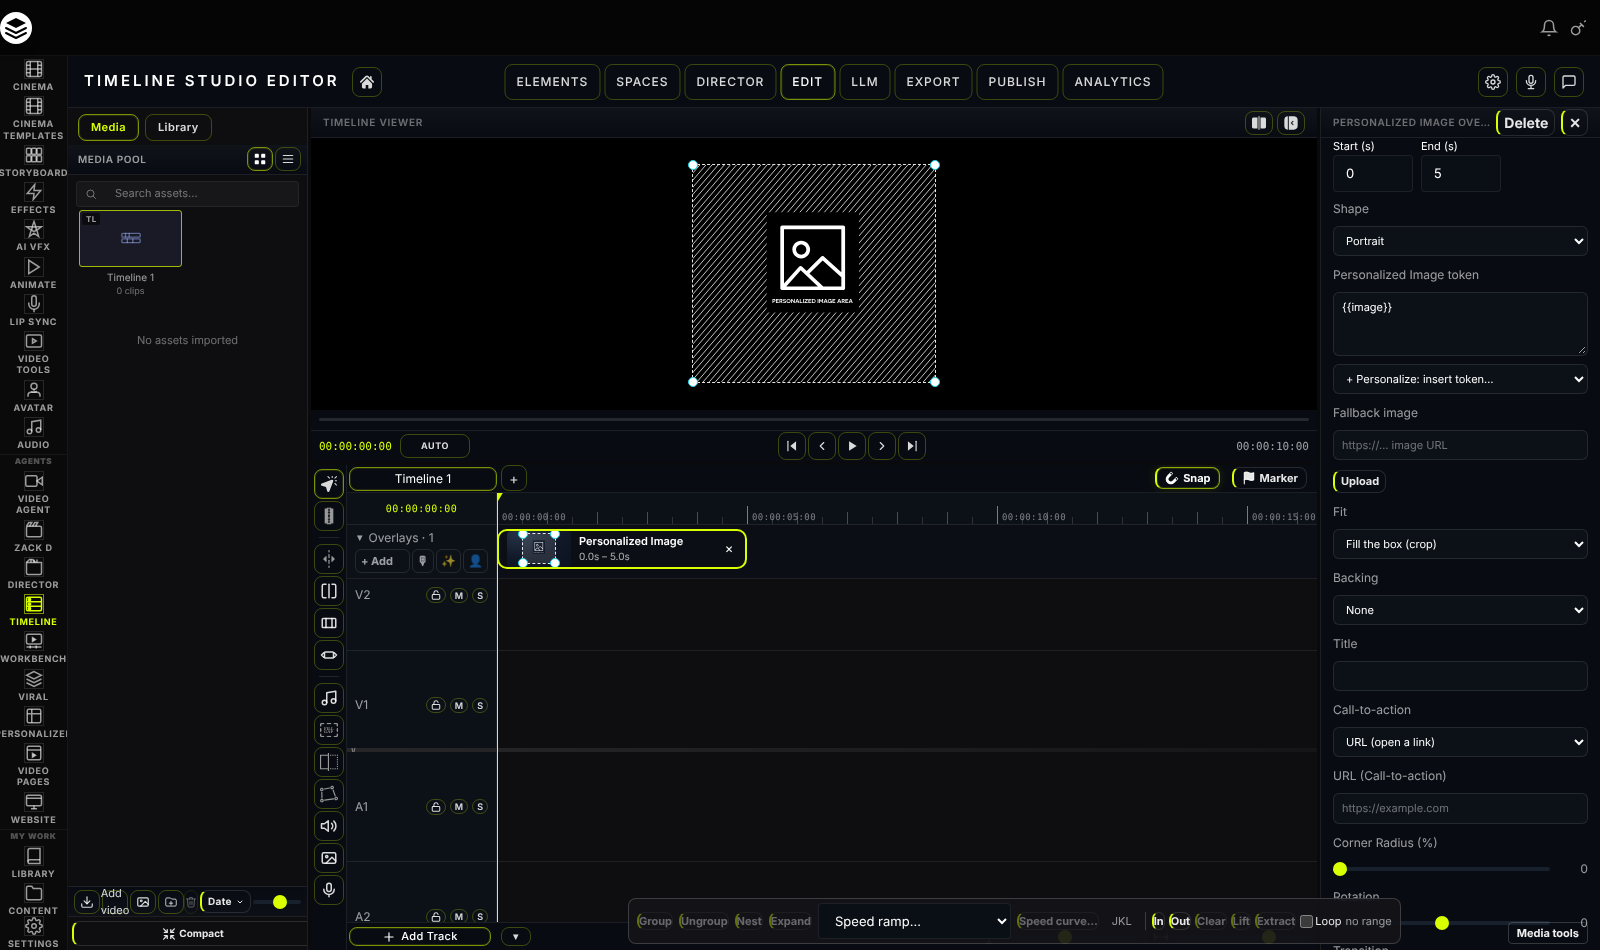 TIMELINE STUDIO EDITOR
ELEMENTS
SPACES
DIRECTOR
EDIT
LLM
EXPORT
PUBLISH
ANALYTICS
CINEMA
CINEMA
TEMPLATES
STORYBOARD
EFFECTS
AI VFX
ANIMATE
LIP SYNC
VIDEO
TOOLS
AVATAR
AUDIO
AGENTS
VIDEO
AGENT
ZACK D
DIRECTOR
TIMELINE
WORKBENCH
VIRAL
PERSONALIZE
VIDEO
PAGES
WEBSITE
MY WORK
LIBRARY
CONTENT
SETTINGS
Media
Library
MEDIA POOL
Search assets...
TL
Timeline 1
0 clips
No assets imported
Add
video
Date
Compact
TIMELINE VIEWER
PERSONALIZED IMAGE AREA
00:00:00:00
AUTO
00:00:10:00
Timeline 1
+
Snap
Marker
00:00:00:00
00:00:00:00
00:00:05:00
00:00:10:00
00:00:15:00
Overlays · 1
+ Add
Personalized Image
0.0s – 5.0s
×
V2
M
S
V1
M
S
A1
M
S
A2
M
S
+ Add Track
Group
Ungroup
Nest
Expand
Speed ramp...
Speed curve...
JKL
In
Out
Clear
Lift
Extract
Loop
no range
PERSONALIZED IMAGE OVE...
Delete
✕
Start (s)
End (s)
0
5
Shape
Portrait
Personalized Image token
{{image}}
+ Personalize: insert token...
Fallback image
https://... image URL
Upload
Fit
Fill the box (crop)
Backing
None
Title
Call-to-action
URL (open a link)
URL (Call-to-action)
https://example.com
Corner Radius (%)
0
Rotation
0
Media tools
Transition